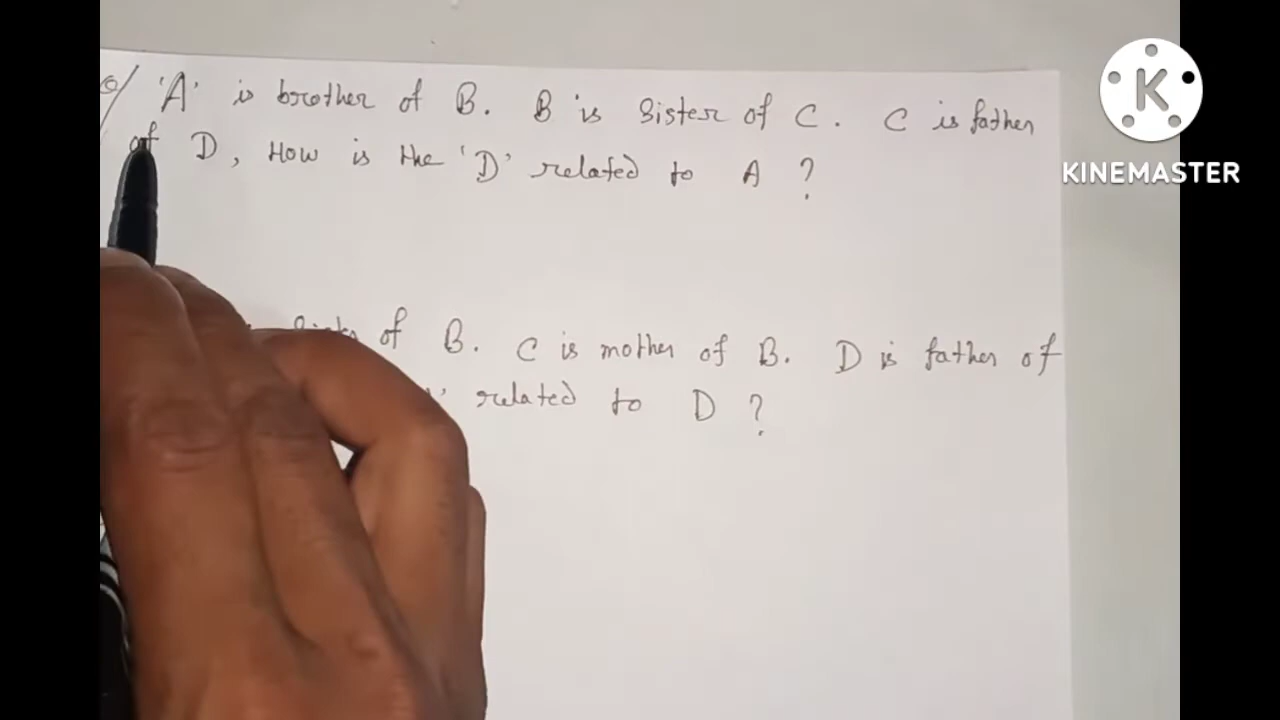 Q/ 'A' is brother of B. B is Sister of C. C is father
of D, How is the 'D' related to A ?
of B. C is mother of B. D is father of
related to D ?
K
KINEMASTER